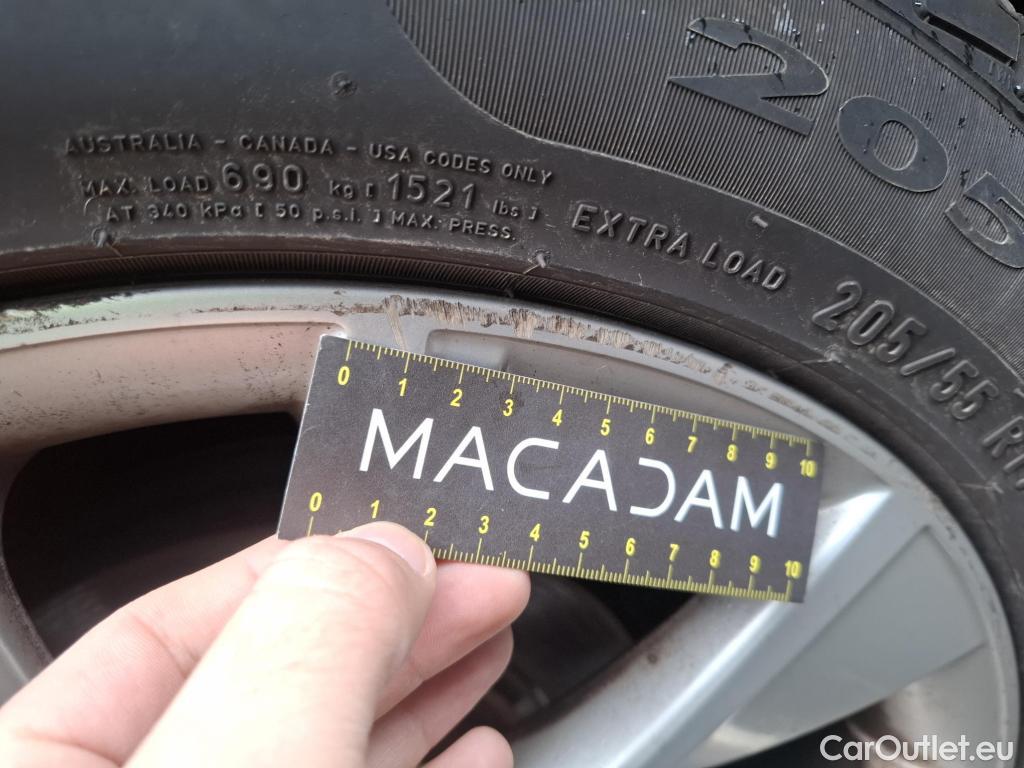 AUSTRALIA - CANADA - USA CODES ONLY
MAX. LOAD 690 kg [ 1521 lbs ]
AT 340 kPa [ 50 p.s.i. ] MAX. PRESS.
EXTRA LOAD
205
205/55 R
0 1 2 3 4 5 6 7 8 9 10
MACADAM
0 1 2 3 4 5 6 7 8 9 10
CarOutlet.eu